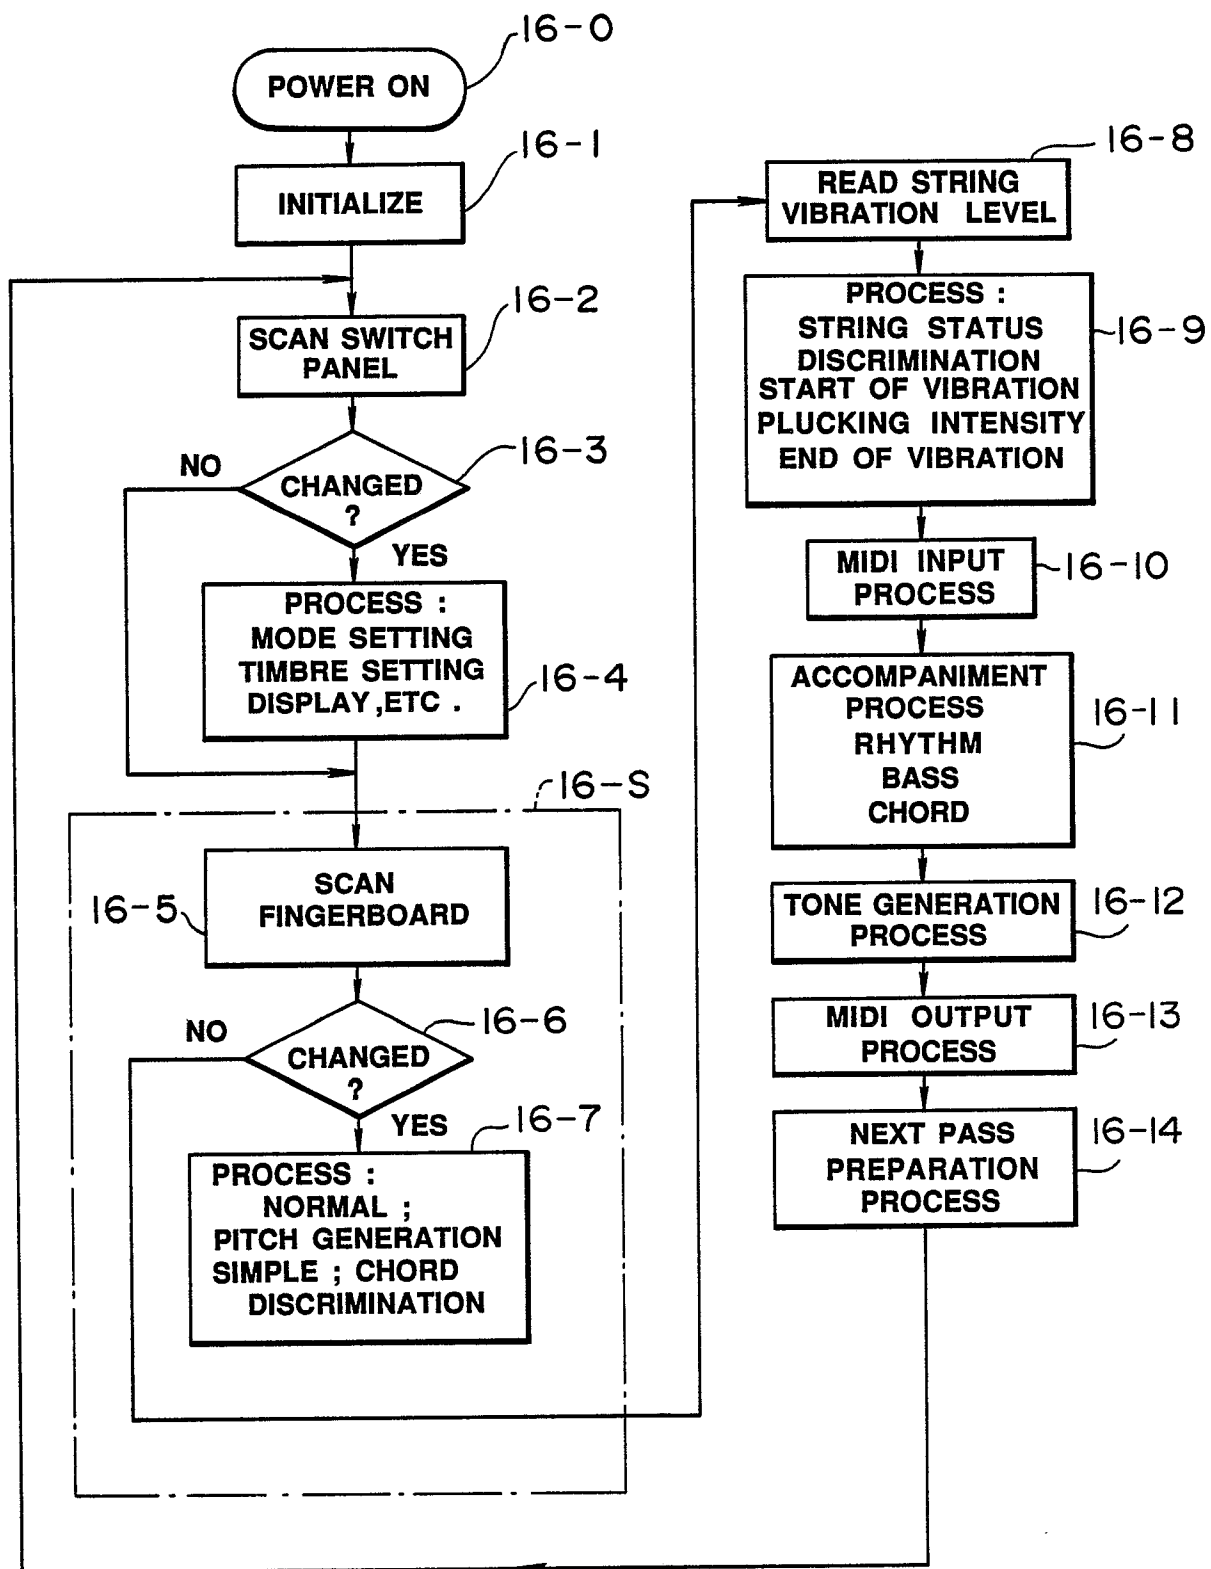 16-0
POWER ON
16-1
INITIALIZE
16-2
SCAN SWITCH
PANEL
16-3
NO
CHANGED
?
YES
PROCESS :
MODE SETTING
TIMBRE SETTING
DISPLAY,ETC .
16-4
16-S
SCAN
FINGERBOARD
16-5
16-6
NO
CHANGED
?
YES
16-7
PROCESS :
NORMAL ;
PITCH GENERATION
SIMPLE ; CHORD
DISCRIMINATION
16-8
READ STRING
VIBRATION LEVEL
PROCESS :
STRING STATUS
DISCRIMINATION
START OF VIBRATION
PLUCKING INTENSITY
END OF VIBRATION
16-9
MIDI INPUT
PROCESS
16-10
ACCOMPANIMENT
PROCESS
RHYTHM
BASS
CHORD
16-11
TONE GENERATION
PROCESS
16-12
MIDI OUTPUT
PROCESS
16-13
NEXT PASS
PREPARATION
PROCESS
16-14